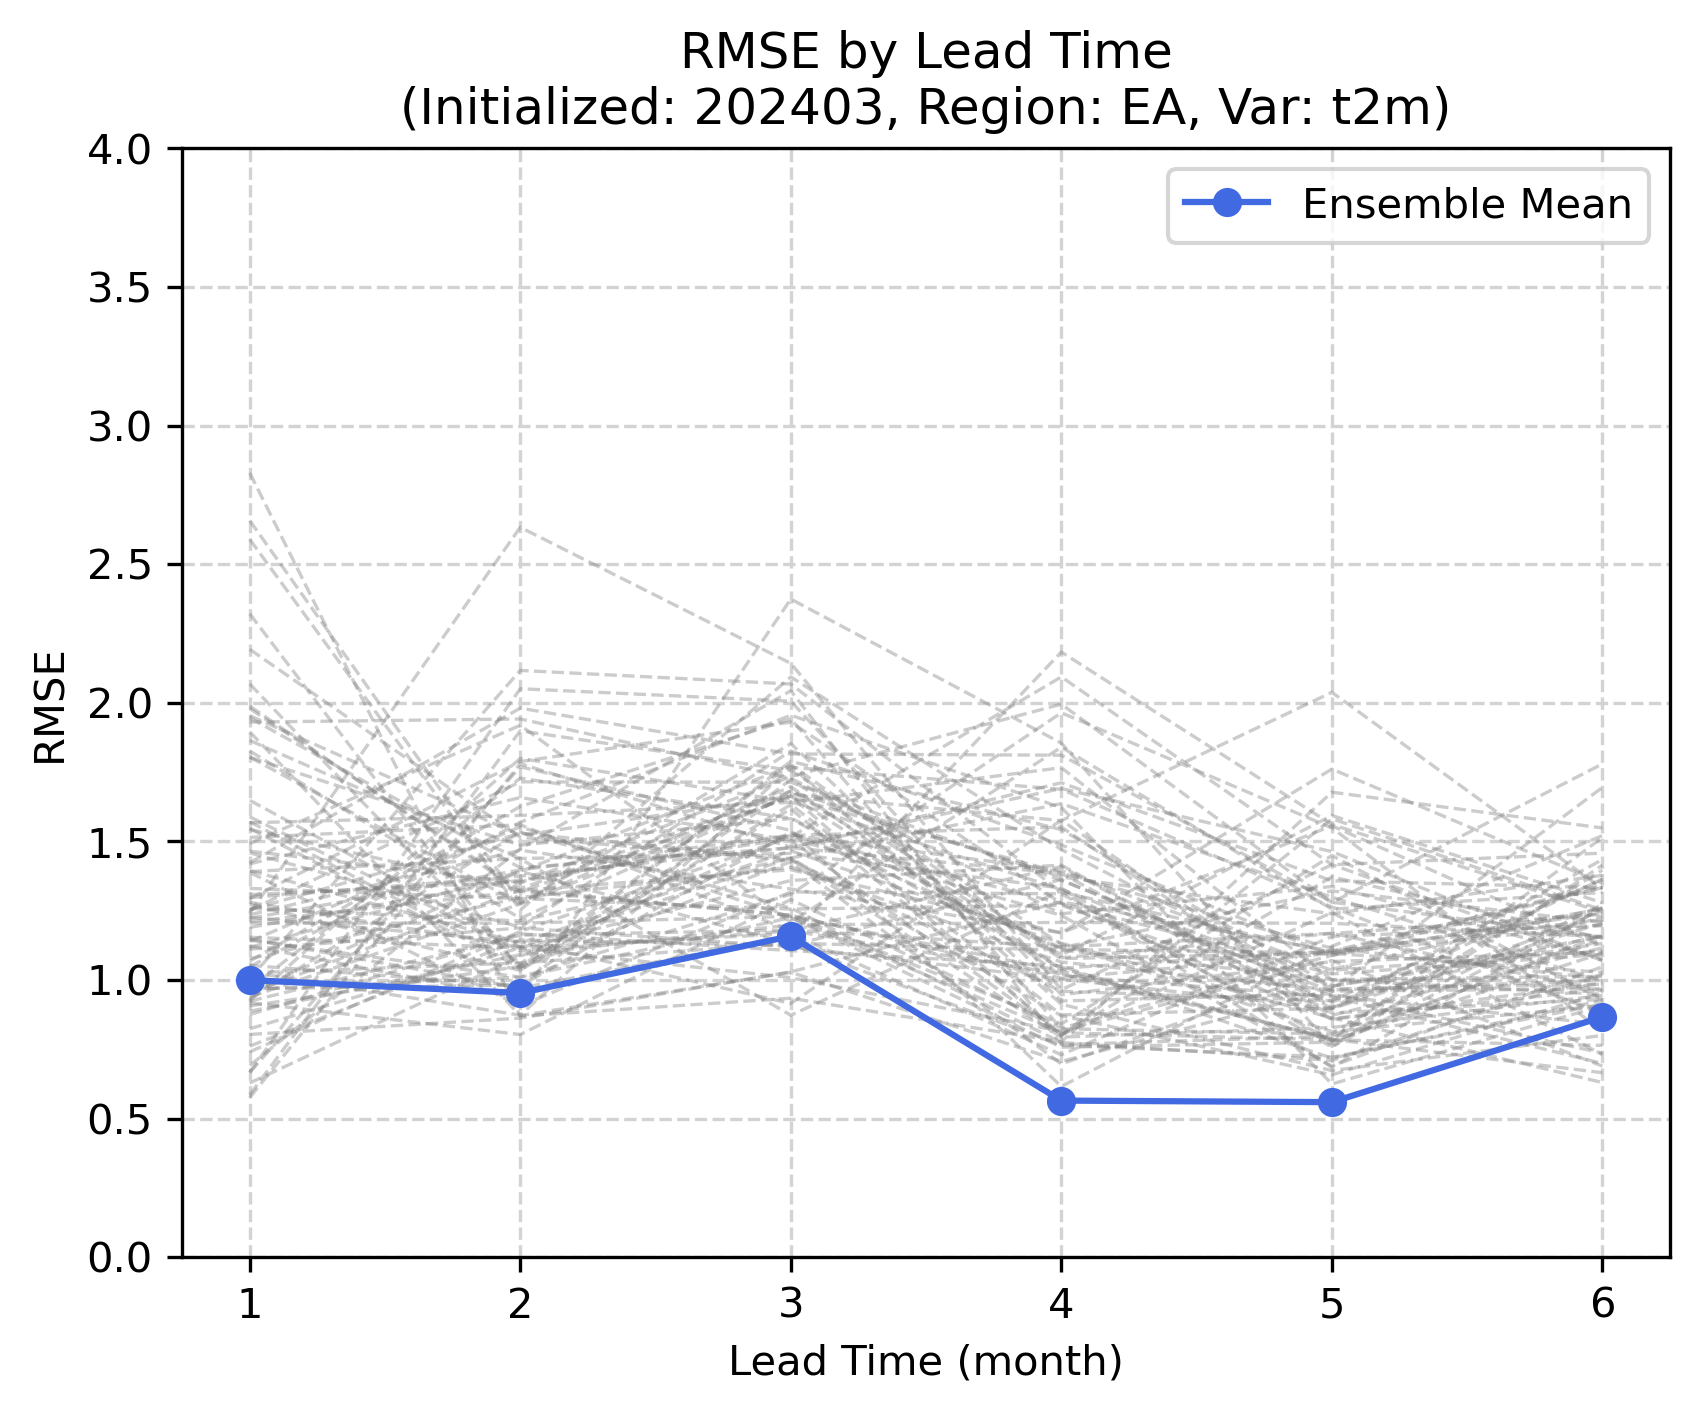 RMSE by Lead Time
(Initialized: 202403, Region: EA, Var: t2m)
Ensemble Mean
4.0
3.5
3.0
2.5
2.0
1.5
1.0
0.5
0.0
RMSE
1 2 3 4 5 6
Lead Time (month)